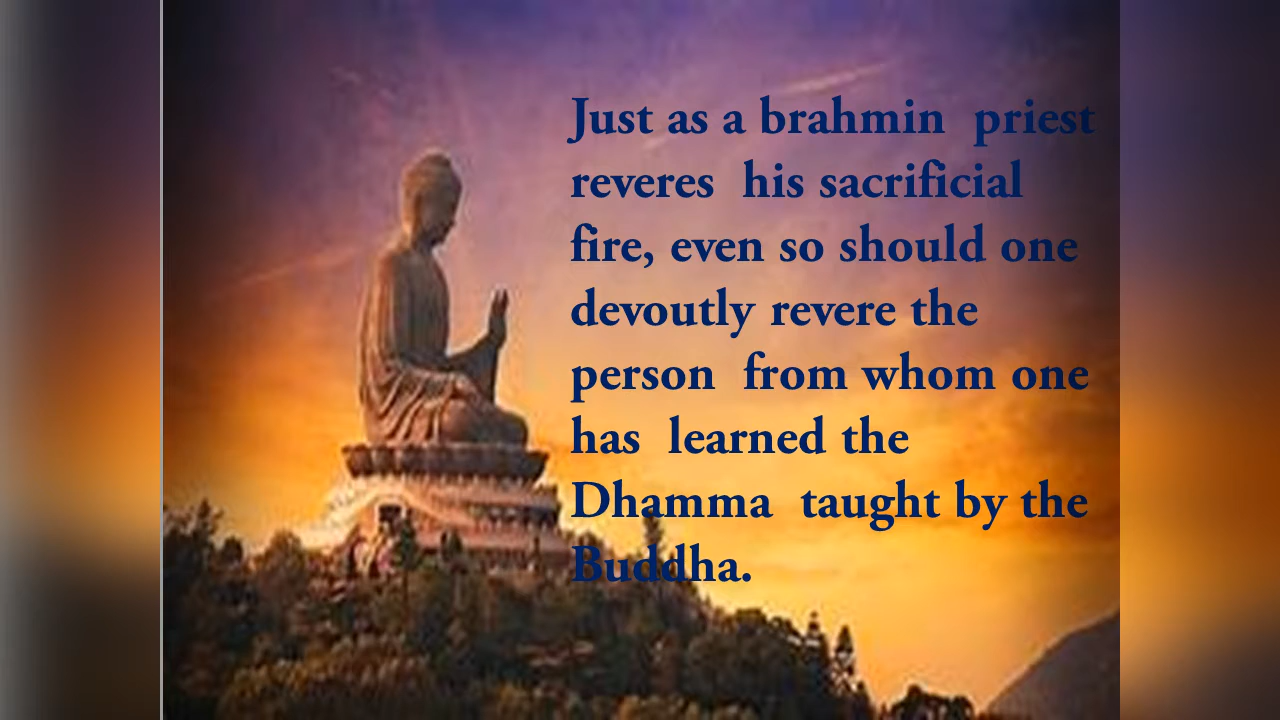 Just as a brahmin priest
reveres his sacrificial
fire, even so should one
devoutly revere the
person from whom one
has learned the
Dhamma taught by the
Buddha.